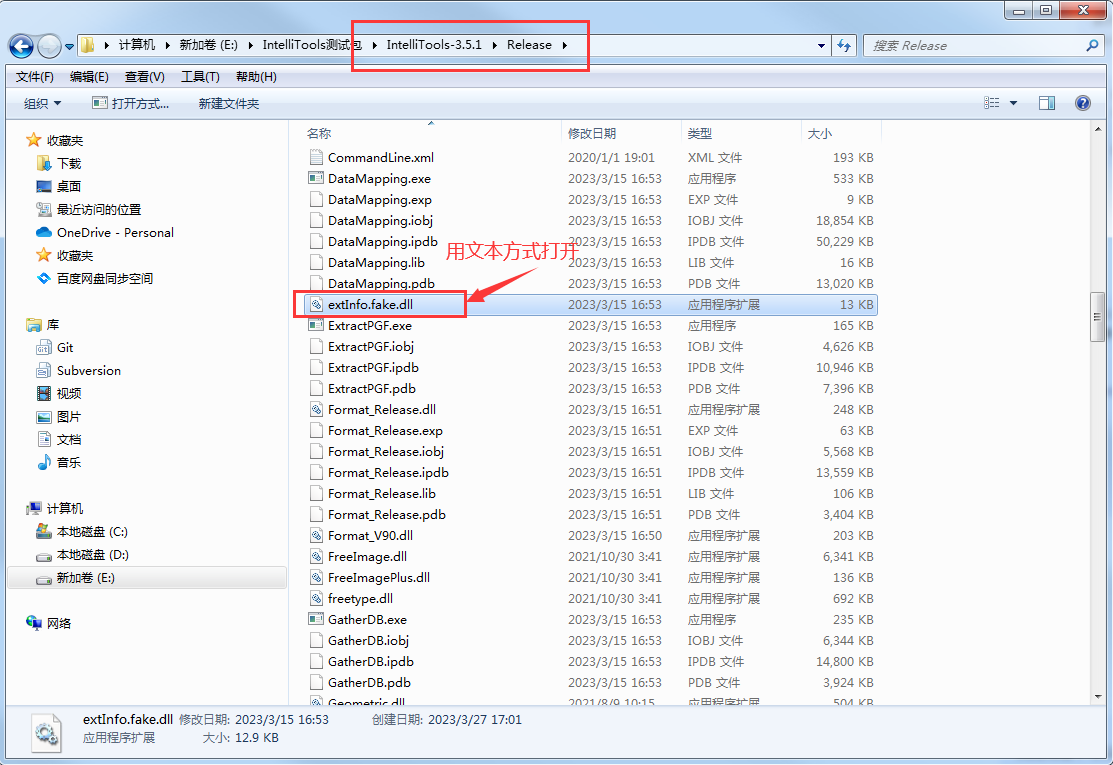 计算机 新加卷 (E:) IntelliTools测试包 IntelliTools-3.5.1 Release 搜索 Release
文件(F) 编辑(E) 查看(V) 工具(T) 帮助(H)
组织 打开方式... 新建文件夹
收藏夹
下载
桌面
最近访问的位置
OneDrive - Personal
收藏夹
百度网盘同步空间
库
Git
Subversion
视频
图片
文档
音乐
计算机
本地磁盘 (C:)
本地磁盘 (D:)
新加卷 (E:)
网络
名称 修改日期 类型 大小
CommandLine.xml 2020/1/1 19:01 XML 文件 193 KB
DataMapping.exe 2023/3/15 16:53 应用程序 533 KB
DataMapping.exp 2023/3/15 16:53 EXP 文件 9 KB
DataMapping.iobj 2023/3/15 16:53 IOBJ 文件 18,854 KB
DataMapping.ipdb 2023/3/15 16:53 IPDB 文件 50,229 KB
用文本方式打开
DataMapping.lib 2023/3/15 16:53 LIB 文件 16 KB
DataMapping.pdb 2023/3/15 16:53 PDB 文件 13,020 KB
extInfo.fake.dll 2023/3/15 16:53 应用程序扩展 13 KB
ExtractPGF.exe 2023/3/15 16:53 应用程序 165 KB
ExtractPGF.iobj 2023/3/15 16:53 IOBJ 文件 4,626 KB
ExtractPGF.ipdb 2023/3/15 16:53 IPDB 文件 10,946 KB
ExtractPGF.pdb 2023/3/15 16:53 PDB 文件 7,396 KB
Format_Release.dll 2023/3/15 16:51 应用程序扩展 248 KB
Format_Release.exp 2023/3/15 16:51 EXP 文件 63 KB
Format_Release.iobj 2023/3/15 16:51 IOBJ 文件 5,568 KB
Format_Release.ipdb 2023/3/15 16:51 IPDB 文件 13,559 KB
Format_Release.lib 2023/3/15 16:51 LIB 文件 106 KB
Format_Release.pdb 2023/3/15 16:51 PDB 文件 3,404 KB
Format_V90.dll 2023/3/15 16:50 应用程序扩展 203 KB
FreeImage.dll 2021/10/30 3:41 应用程序扩展 6,341 KB
FreeImagePlus.dll 2021/10/30 3:41 应用程序扩展 136 KB
freetype.dll 2021/10/30 3:41 应用程序扩展 692 KB
GatherDB.exe 2023/3/15 16:53 应用程序 235 KB
GatherDB.iobj 2023/3/15 16:53 IOBJ 文件 6,344 KB
GatherDB.ipdb 2023/3/15 16:53 IPDB 文件 14,800 KB
GatherDB.pdb 2023/3/15 16:53 PDB 文件 3,924 KB
Geometric.dll 2021/8/9 10:15 应用程序扩展 504 KB
extInfo.fake.dll 修改日期: 2023/3/15 16:53 创建日期: 2023/3/27 17:01
应用程序扩展 大小: 12.9 KB